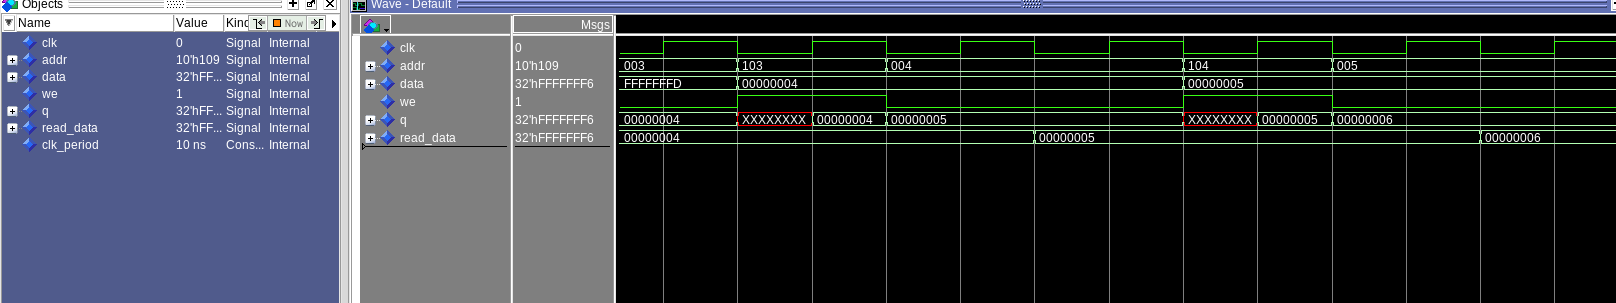 Objects
Wave - Default
Name Value Kind Now
Msgs
clk 0 Signal Internal
addr 10'h109 Signal Internal
data 32'hFF... Signal Internal
we 1 Signal Internal
q 32'hFF... Signal Internal
read_data 32'hFF... Signal Internal
clk_period 10 ns Cons... Internal
clk 0
addr 10'h109 003 103 004 104 005
data 32'hFFFFFFF6 FFFFFFFD 00000004 00000005
we 1
q 32'hFFFFFFF6 00000004 XXXXXXXX 00000004 00000005 XXXXXXXX 00000005 00000006
read_data 32'hFFFFFFF6 00000004 00000005 00000006